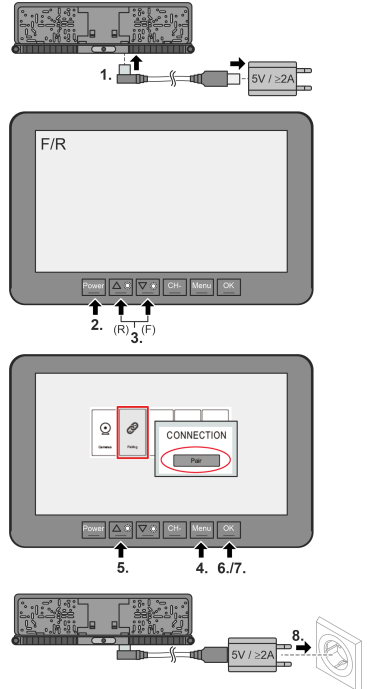 1.
5V / ≥2A
F/R
Power CH- Menu OK
2. (R) 3. (F)
Cameras Pairing
CONNECTION
Pair
Power CH- Menu OK
5. 4. 6./7.
8.
5V / ≥2A